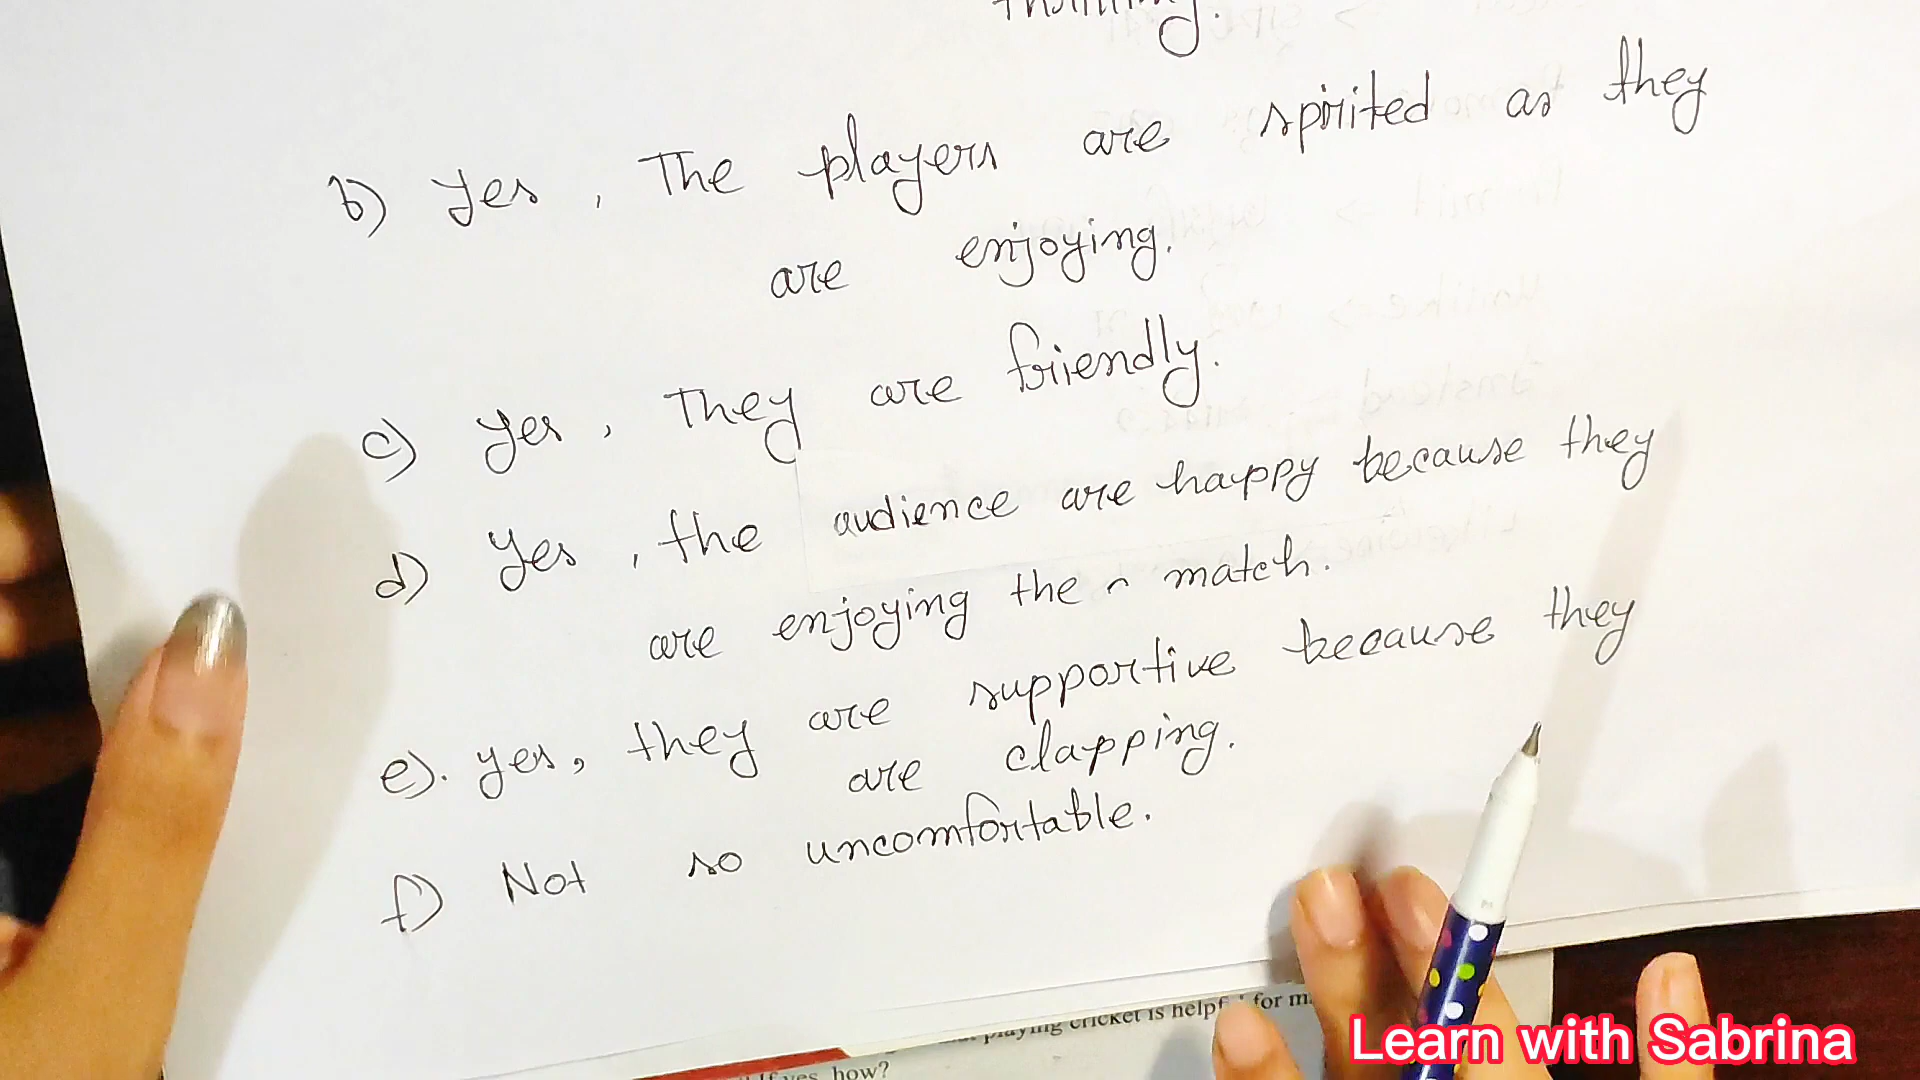 b) Yes, The players are spirited as they
are enjoying.
c) Yes, They are friendly.
d) Yes, the audience are happy because they
are enjoying the match.
e). yes, they are supportive because they
are clapping.
f) Not so uncomfortable.
playing cricket is helpf for m
If yes, how?
Learn with Sabrina